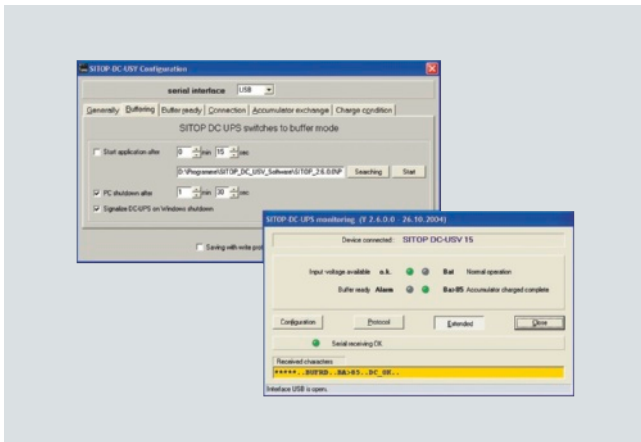 SITOP-DC-USV Configuration
serial interface USB
Generally Buffering Buffer ready Connection Accumulator exchange Charge condition
SITOP DC UPS switches to buffer mode
Start application after 0 min 15 sec
D:\Programme\SITOP_DC_USV_Software\SITOP_2.6.0.0\P Searching Start
PC shutdown after 1 min 30 sec
Signalize DC-UPS on Windows shutdown
Saving with write prot
SITOP-DC-UPS monitoring (Y 2.6.0.0 - 26.10.2004)
Device connected: SITOP DC-USV 15
Input voltage available o.k. Bat Normal operation
Buffer ready Alarm Ba>85 Accumulator charged complete
Configuration Protocol Extended Close
Serial receiving OK
Received characters
*****..BUFRD..BA>85..DC_OK..
Interface USB is open.